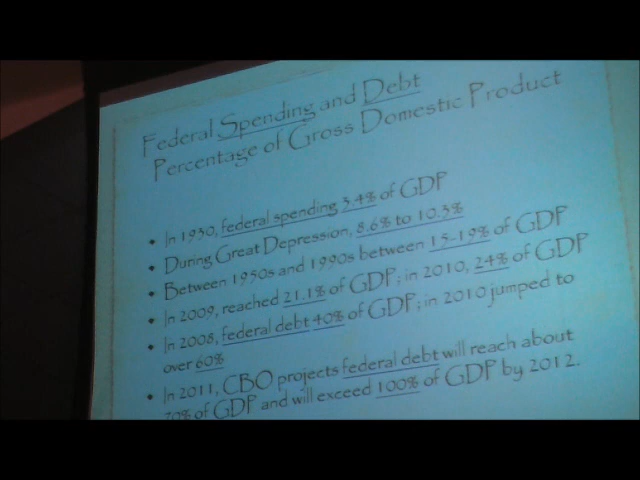 Federal Spending and Debt
Percentage of Gross Domestic Product
• In 1930, federal spending 3.4% of GDP
• During Great Depression, 8.6% to 10.3%
• Between 1950s and 1990s between 15-19% of GDP
• In 2009, reached 21.1% of GDP; in 2010, 24% of GDP
• In 2008, federal debt 40% of GDP; in 2010 jumped to
over 60%
• In 2011, CBO projects federal debt will reach about
70% of GDP and will exceed 100% of GDP by 2012.